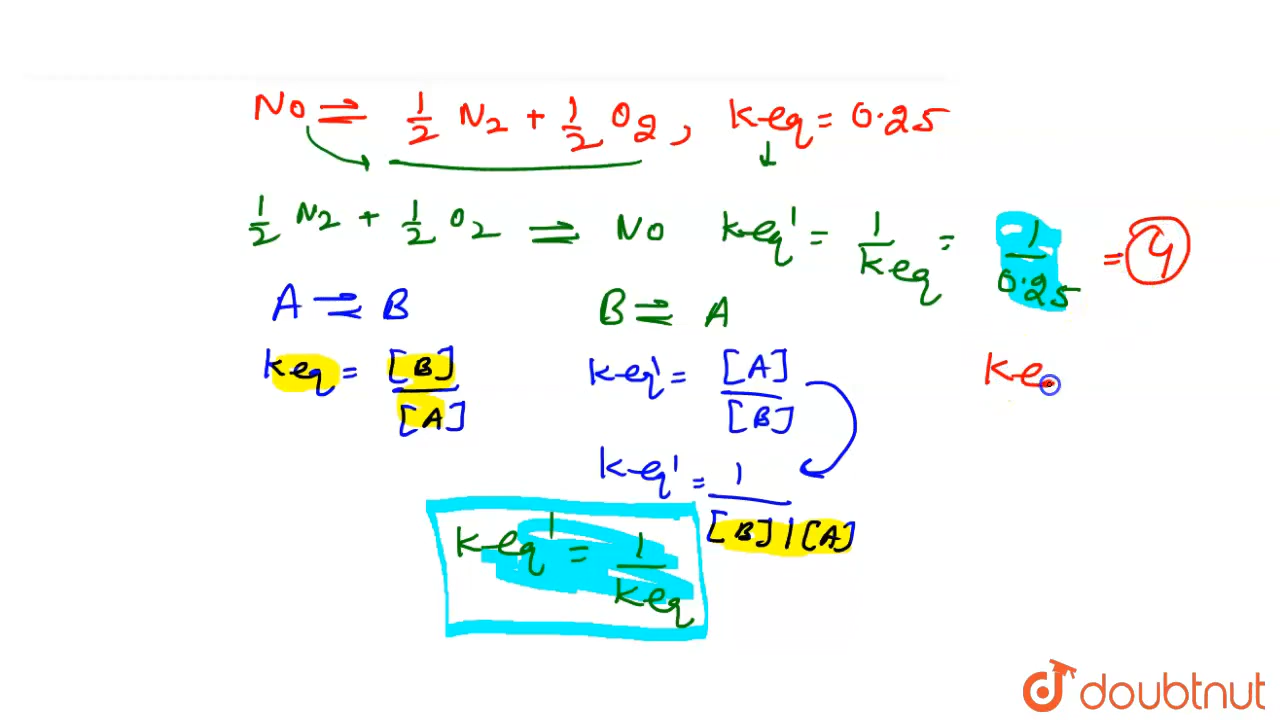 No ⇌ 1/2 N2 + 1/2 O2, keq = 0.25
1/2 N2 + 1/2 O2 ⇌ No keq' = 1/keq = 1/0.25 = 4
A ⇌ B B ⇌ A
keq = [B]/[A] keq' = [A]/[B] ke
keq' = 1/[B]|[A]
keq' = 1/keq
doubtnut